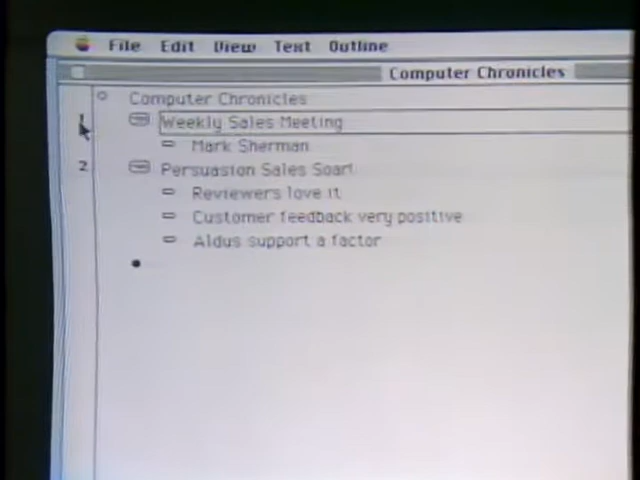 File Edit View Text Outline
Computer Chronicles
Computer Chronicles
1 Weekly Sales Meeting
Mark Sherman
2 Persuasion Sales Soar!
Reviewers love it
Customer feedback very positive
Aldus support a factor